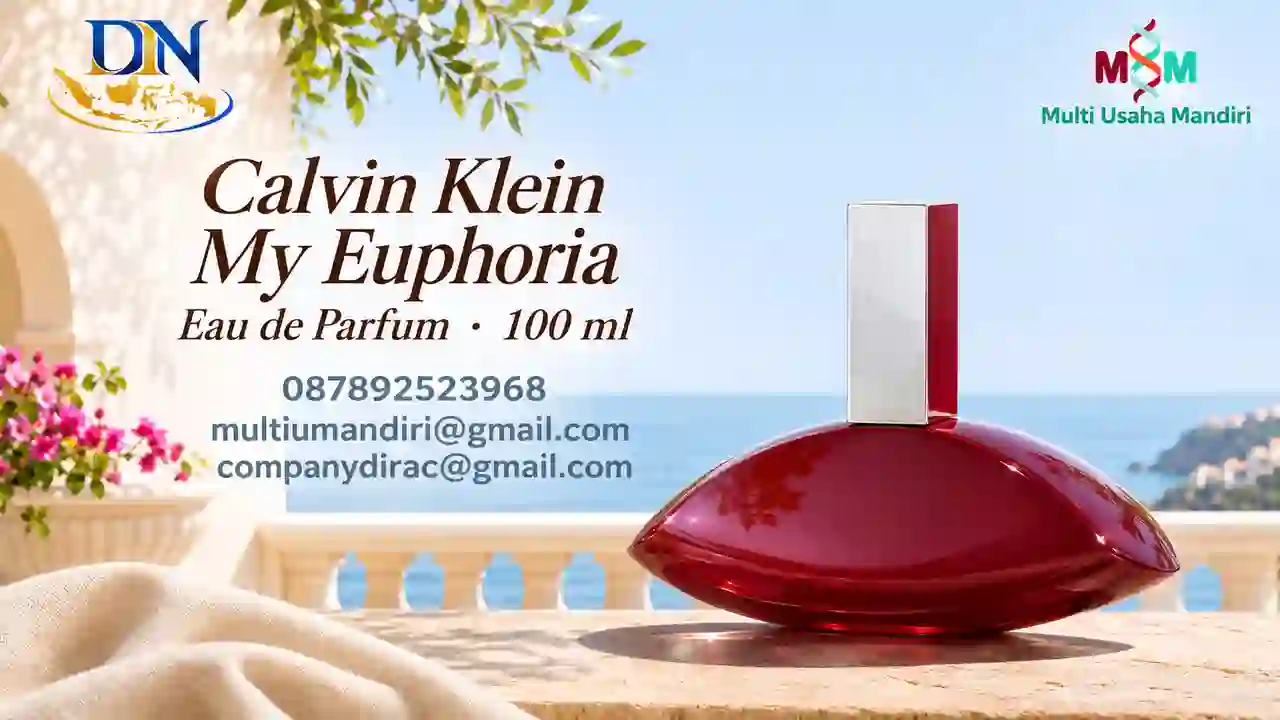 DN
MM
Multi Usaha Mandiri
Calvin Klein
My Euphoria
Eau de Parfum • 100 ml
087892523968
multiumandiri@gmail.com
companydirac@gmail.com